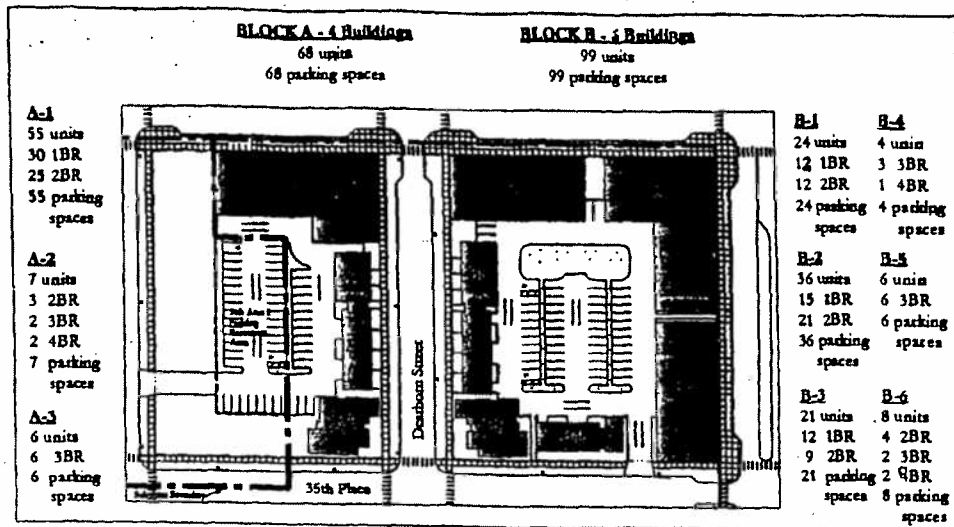 BLOCK A - 4 Buildings
68 units
68 parking spaces
BLOCK B - 6 Buildings
99 units
99 parking spaces
A-1
55 units
30 1BR
25 2BR
55 parking
spaces
A-2
7 units
3 2BR
2 3BR
2 4BR
7 parking
spaces
A-3
6 units
6 3BR
6 parking
spaces
Dearborn Street
35th Place
B-1
24 units
12 1BR
12 2BR
24 parking
spaces
B-4
4 units
3 3BR
1 4BR
4 parking
spaces
B-2
36 units
15 1BR
21 2BR
36 parking
spaces
B-5
6 units
6 3BR
6 parking
spaces
B-3
21 units
12 1BR
9 2BR
21 parking
spaces
B-6
8 units
4 2BR
2 3BR
2 4BR
8 parking
spaces